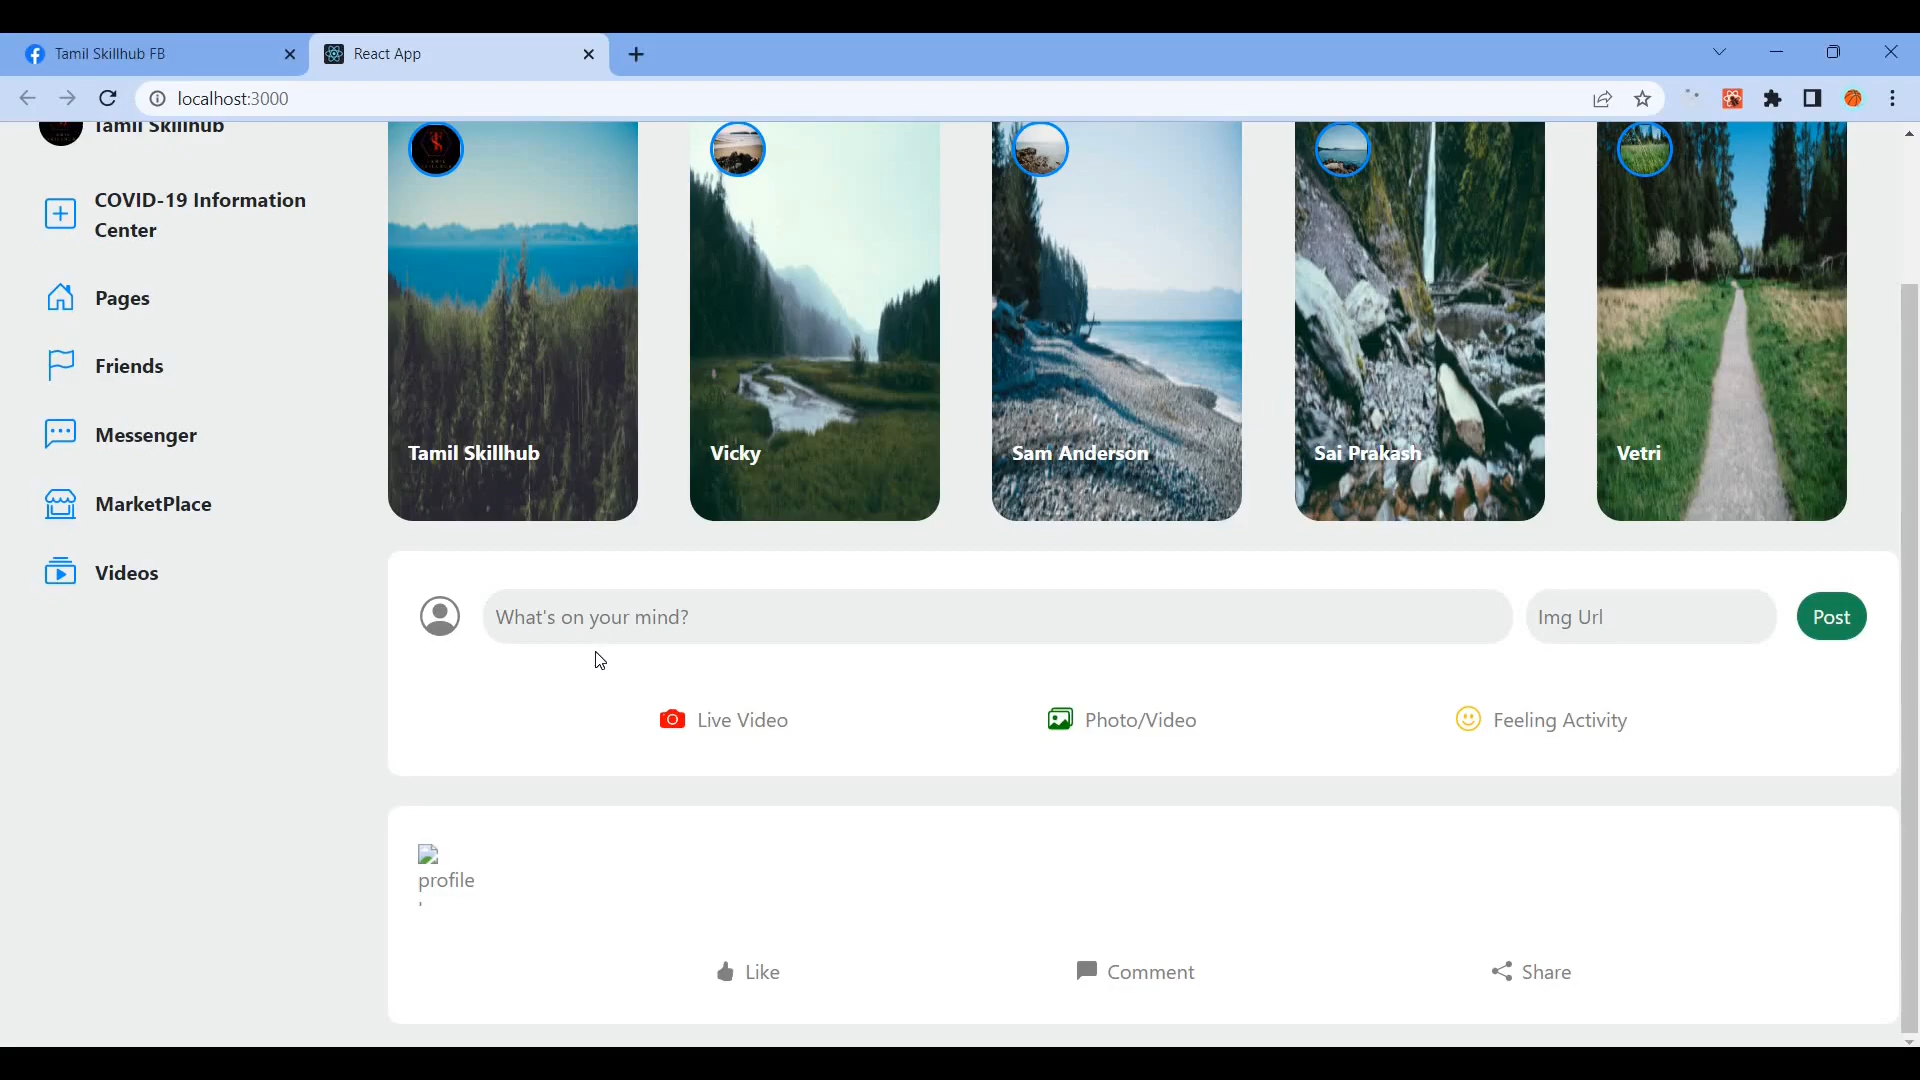 Tamil Skillhub FB
React App
localhost:3000
Tamil Skillhub
COVID-19 Information
Center
Pages
Friends
Messenger
MarketPlace
Videos
Tamil Skillhub
Vicky
Sam Anderson
Sai Prakash
Vetri
What's on your mind?
Img Url
Post
Live Video
Photo/Video
Feeling Activity
profile
Like
Comment
Share